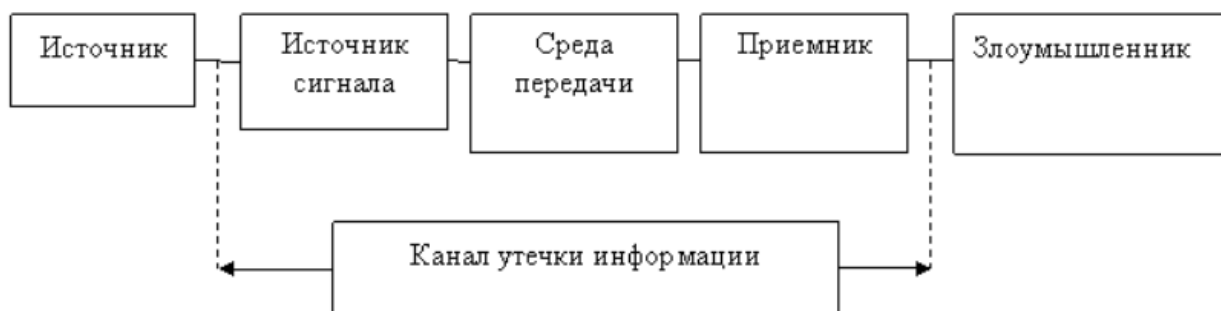 Источник
Источник
сигнала
Среда
передачи
Приемник
Злоумышленник
Канал утечки информации